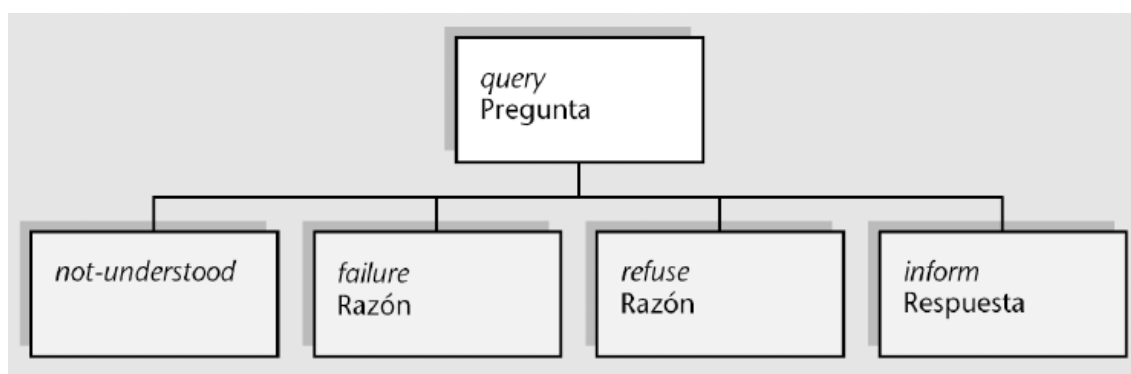 query
Pregunta
not-understood
failure
Razón
refuse
Razón
inform
Respuesta